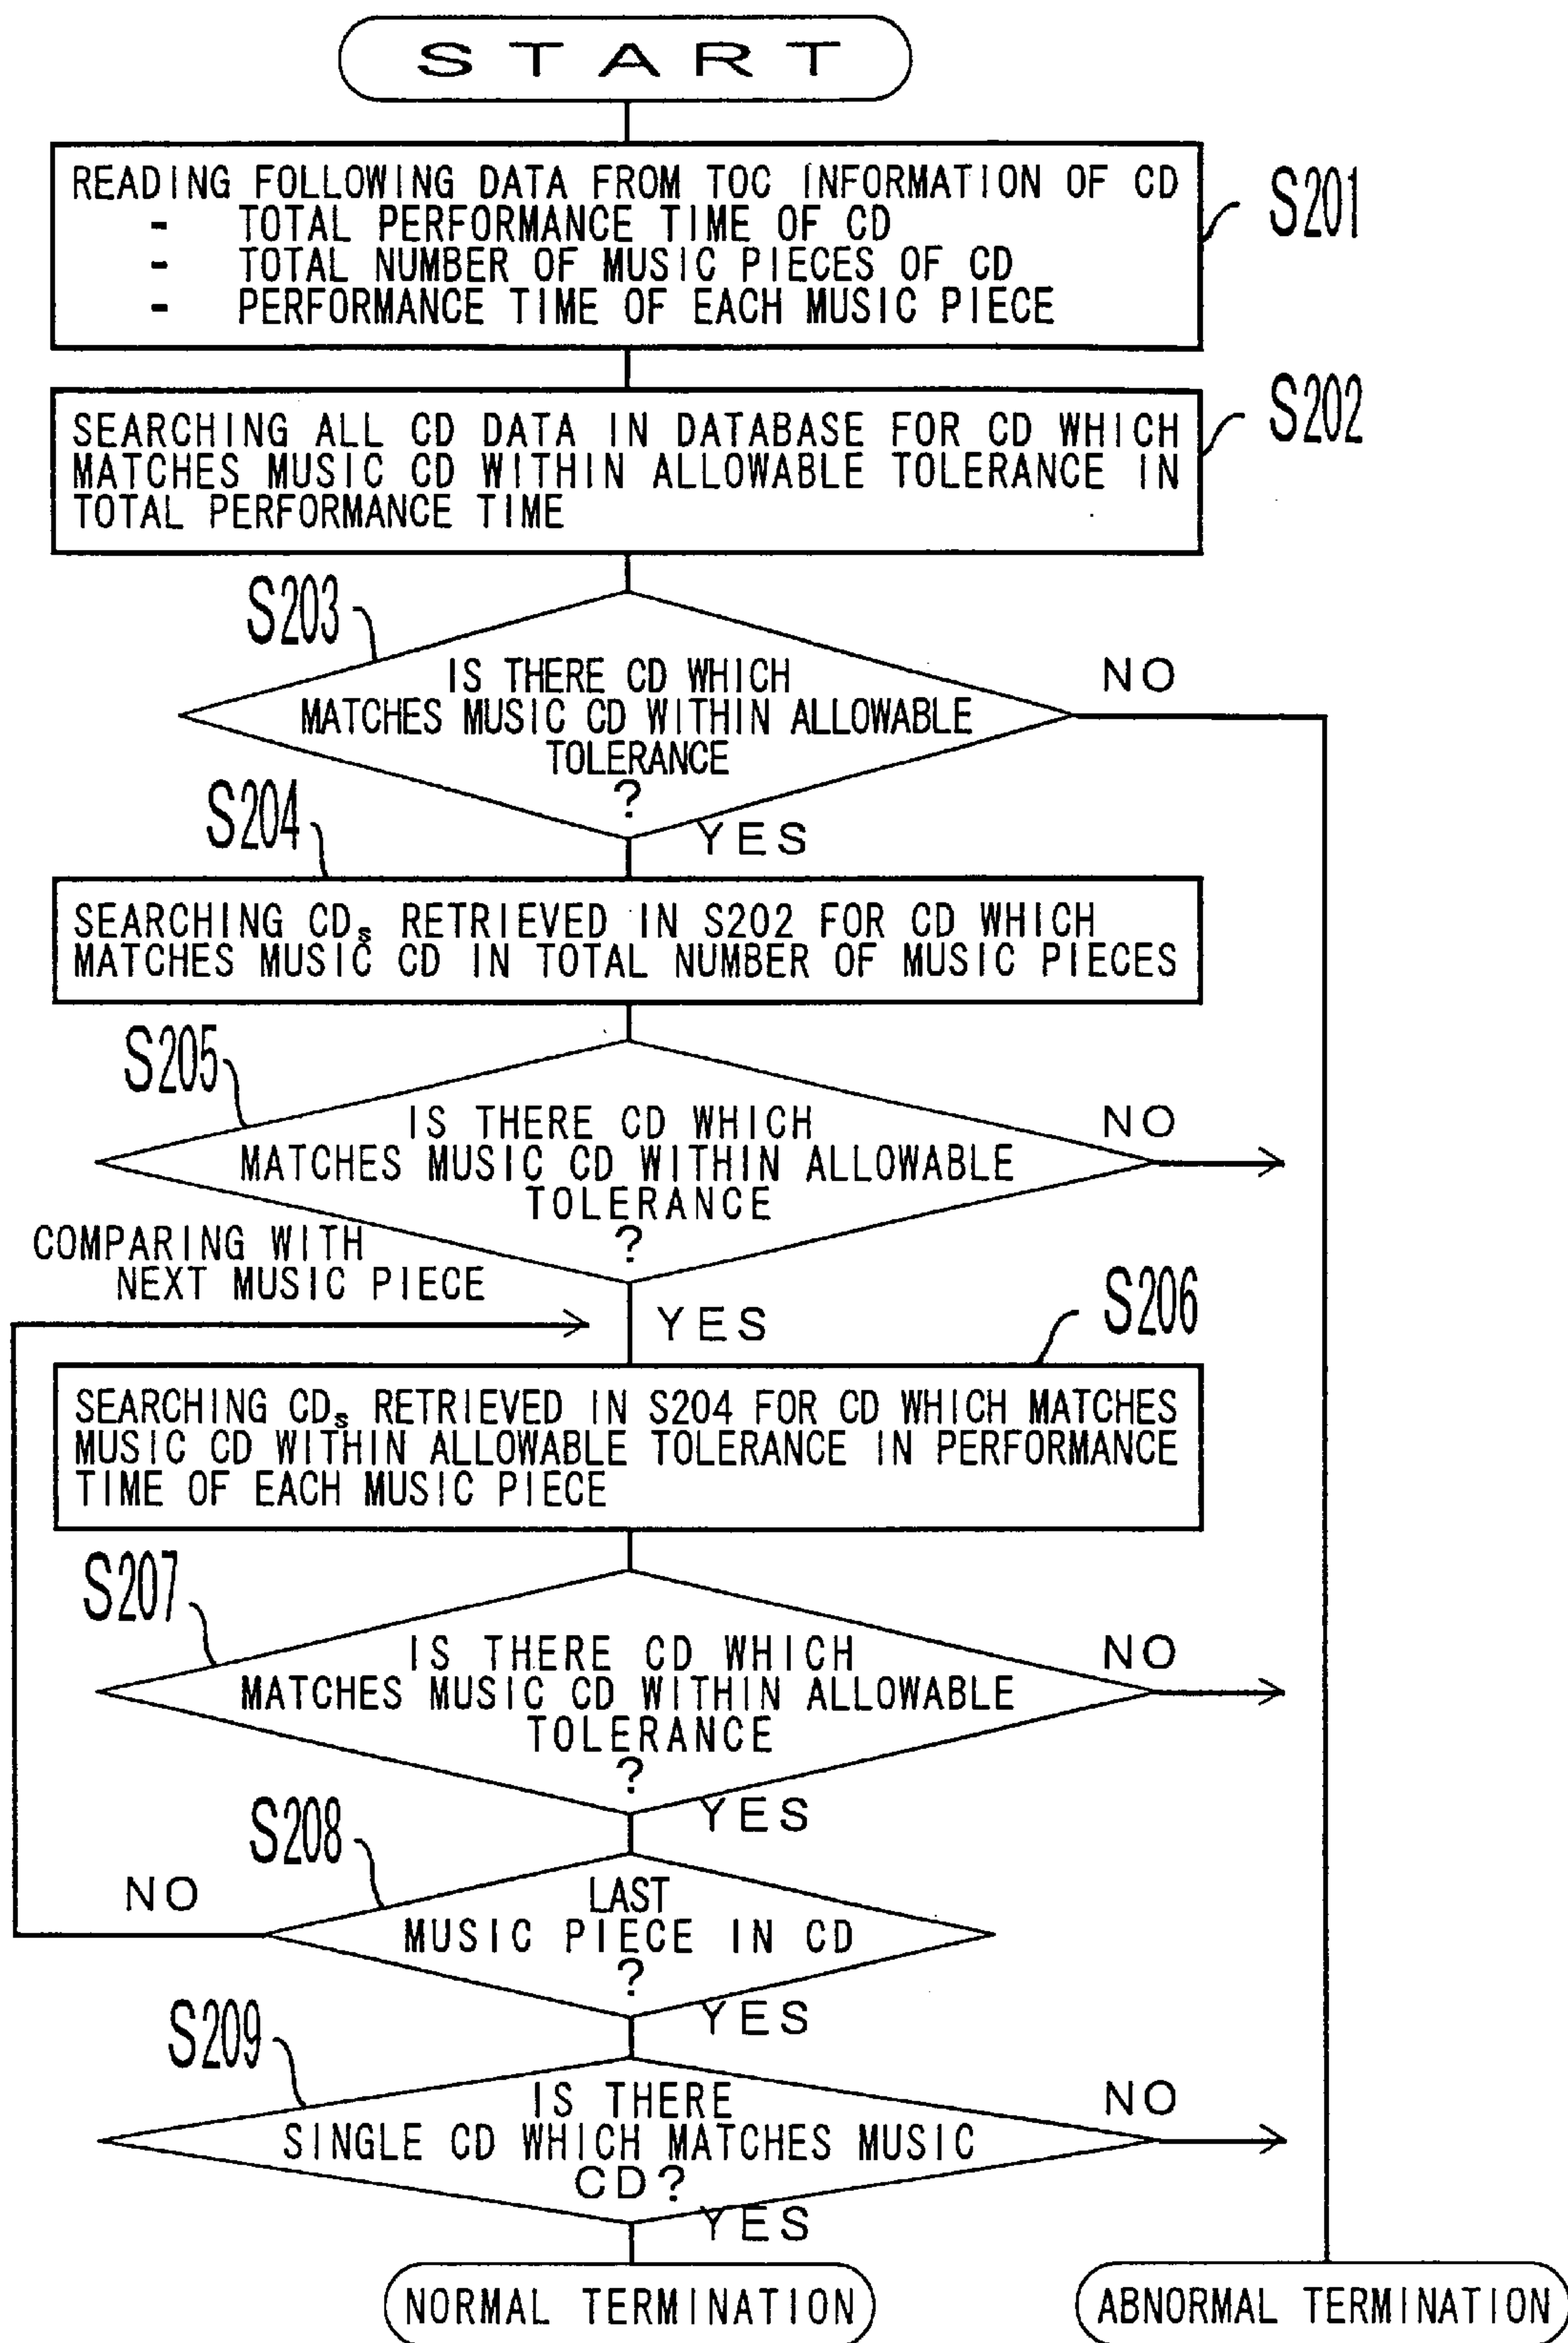 START
READING FOLLOWING DATA FROM TOC INFORMATION OF CD
- TOTAL PERFORMANCE TIME OF CD
- TOTAL NUMBER OF MUSIC PIECES OF CD
- PERFORMANCE TIME OF EACH MUSIC PIECE
S201
SEARCHING ALL CD DATA IN DATABASE FOR CD WHICH
MATCHES MUSIC CD WITHIN ALLOWABLE TOLERANCE IN
TOTAL PERFORMANCE TIME
S202
S203
IS THERE CD WHICH
MATCHES MUSIC CD WITHIN ALLOWABLE
TOLERANCE
?
NO
YES
S204
SEARCHING CDs RETRIEVED IN S202 FOR CD WHICH
MATCHES MUSIC CD IN TOTAL NUMBER OF MUSIC PIECES
S205
IS THERE CD WHICH
MATCHES MUSIC CD WITHIN ALLOWABLE
TOLERANCE
?
NO
COMPARING WITH
NEXT MUSIC PIECE
YES
S206
SEARCHING CDs RETRIEVED IN S204 FOR CD WHICH MATCHES
MUSIC CD WITHIN ALLOWABLE TOLERANCE IN PERFORMANCE
TIME OF EACH MUSIC PIECE
S207
IS THERE CD WHICH
MATCHES MUSIC CD WITHIN ALLOWABLE
TOLERANCE
?
NO
YES
S208
LAST
MUSIC PIECE IN CD
?
NO
YES
S209
IS THERE
SINGLE CD WHICH MATCHES MUSIC
CD?
NO
YES
NORMAL TERMINATION
ABNORMAL TERMINATION